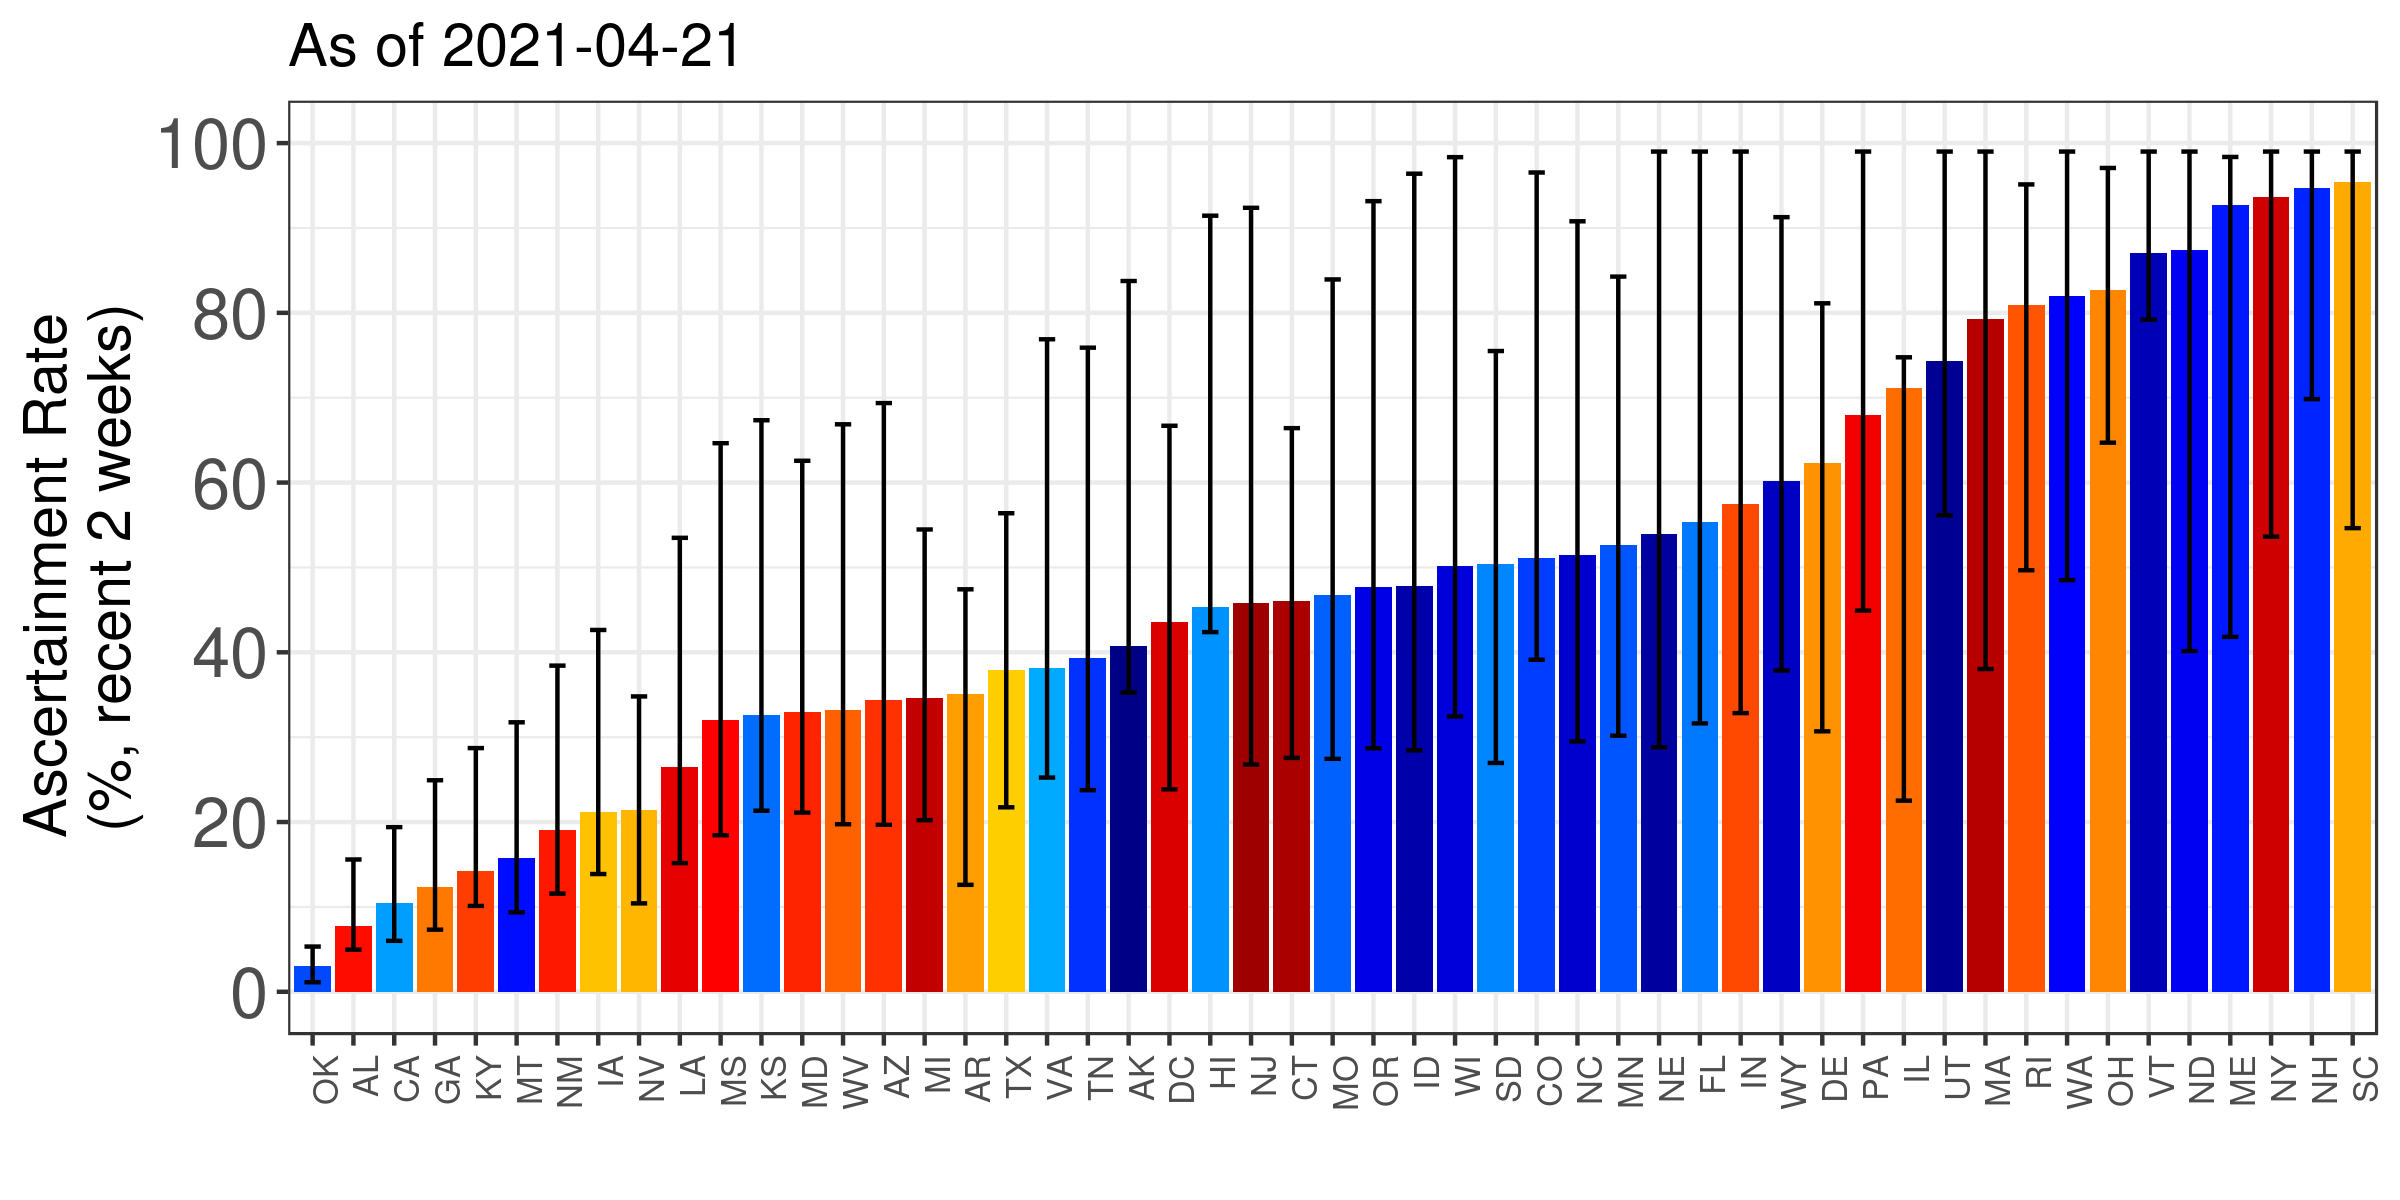 As of 2021-04-21
Ascertainment Rate
(%, recent 2 weeks)
100
80
60
40
20
0
OK AL CA GA KY MT NM IA NV LA MS KS MD WV AZ MI AR TX VA TN AK DC HI NJ CT MO OR ID WI SD CO NC MN NE FL IN WY DE PA IL UT MA RI WA OH VT ND ME NY NH SC